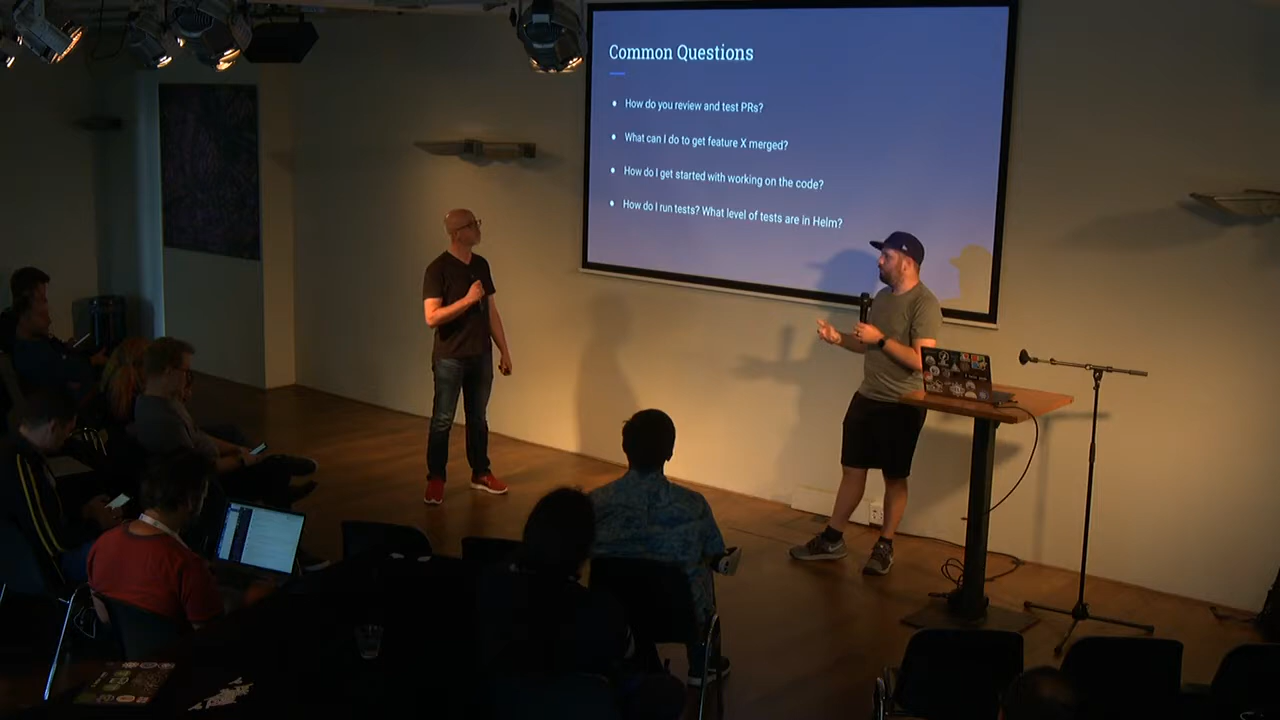 Common Questions
How do you review and test PRs?
What can I do to get feature X merged?
How do I get started with working on the code?
How do I run tests? What level of tests are in Helm?